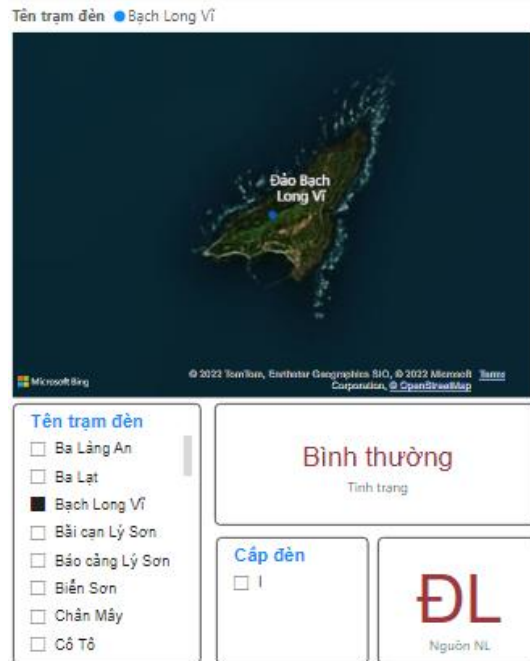 Tên trạm đèn Bạch Long Vĩ
Đảo Bạch
Long Vĩ
Microsoft Bing
© 2022 TomTom, Earthstar Geographics SIO, © 2022 Microsoft Terms
Corporation, © OpenStreetMap
Tên trạm đèn
Ba Làng An
Ba Lạt
Bạch Long Vĩ
Bãi cạn Lý Sơn
Báo cảng Lý Sơn
Biển Sơn
Chân Mây
Cô Tô
Bình thường
Tình trạng
Cấp đèn
I
ĐL
Nguồn NL